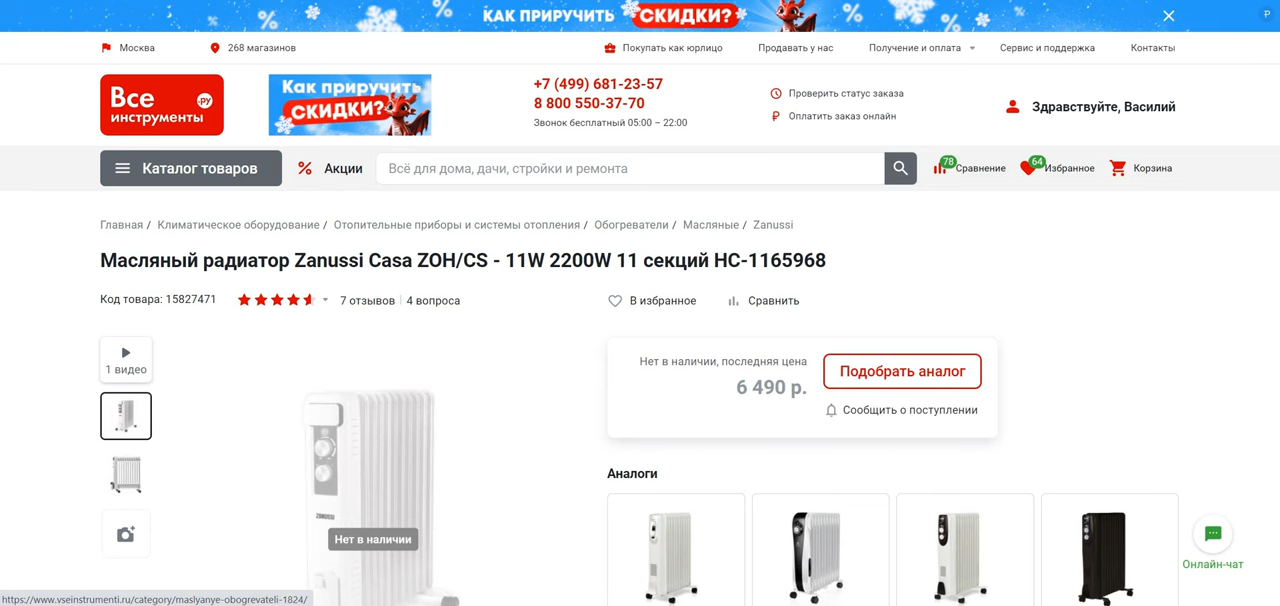 КАК ПРИРУЧИТЬ СКИДКИ?
Москва
268 магазинов
Покупать как юрлицо
Продавать у нас
Получение и оплата
Сервис и поддержка
Контакты
Все
.ру
инструменты
Как приручить
СКИДКИ?
+7 (499) 681-23-57
8 800 550-37-70
Звонок бесплатный 05:00 – 22:00
Проверить статус заказа
Оплатить заказ онлайн
Здравствуйте, Василий
Каталог товаров
% Акции
Всё для дома, дачи, стройки и ремонта
78
Сравнение
64
Избранное
Корзина
Главная / Климатическое оборудование / Отопительные приборы и системы отопления / Обогреватели / Масляные / Zanussi
Масляный радиатор Zanussi Casa ZOH/CS - 11W 2200W 11 секций НС-1165968
Код товара: 15827471
7 отзывов
4 вопроса
В избранное
Сравнить
1 видео
Нет в наличии, последняя цена
6 490 р.
Подобрать аналог
Сообщить о поступлении
ZANUSSI
Нет в наличии
Аналоги
Онлайн-чат
https://www.vseinstrumenti.ru/category/maslyanye-obogrevateli-1824/